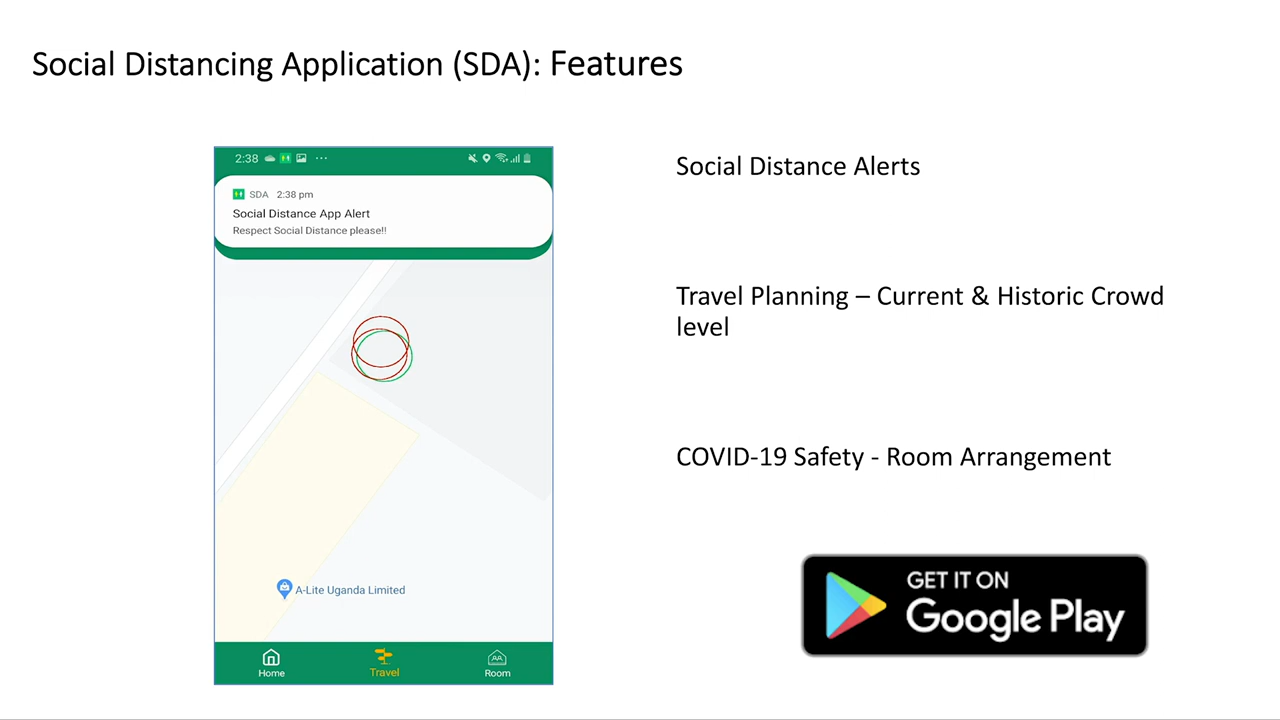 Social Distancing Application (SDA): Features
2:38
SDA 2:38 pm
Social Distance App Alert
Respect Social Distance please!!
A-Lite Uganda Limited
Home
Travel
Room
Social Distance Alerts
Travel Planning – Current & Historic Crowd
level
COVID-19 Safety - Room Arrangement
GET IT ON
Google Play